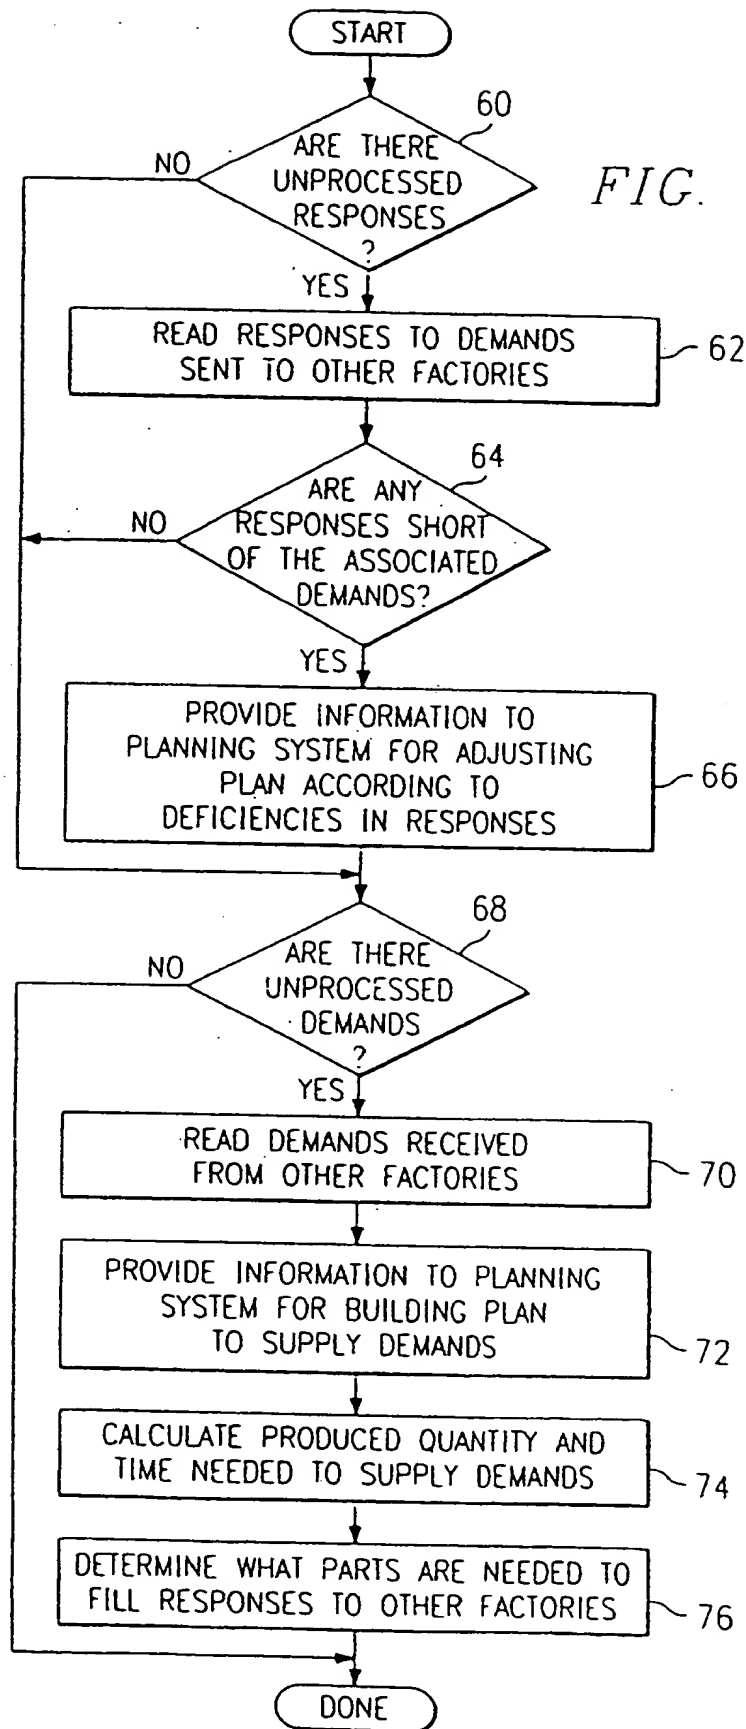 START
60
ARE THERE
UNPROCESSED
RESPONSES
?
NO
FIG.
YES
READ RESPONSES TO DEMANDS
SENT TO OTHER FACTORIES
62
64
ARE ANY
RESPONSES SHORT
OF THE ASSOCIATED
DEMANDS?
NO
YES
PROVIDE INFORMATION TO
PLANNING SYSTEM FOR ADJUSTING
PLAN ACCORDING TO
DEFICIENCIES IN RESPONSES
66
68
ARE THERE
UNPROCESSED
DEMANDS
?
NO
YES
READ DEMANDS RECEIVED
FROM OTHER FACTORIES
70
PROVIDE INFORMATION TO PLANNING
SYSTEM FOR BUILDING PLAN
TO SUPPLY DEMANDS
72
CALCULATE PRODUCED QUANTITY AND
TIME NEEDED TO SUPPLY DEMANDS
74
DETERMINE WHAT PARTS ARE NEEDED TO
FILL RESPONSES TO OTHER FACTORIES
76
DONE